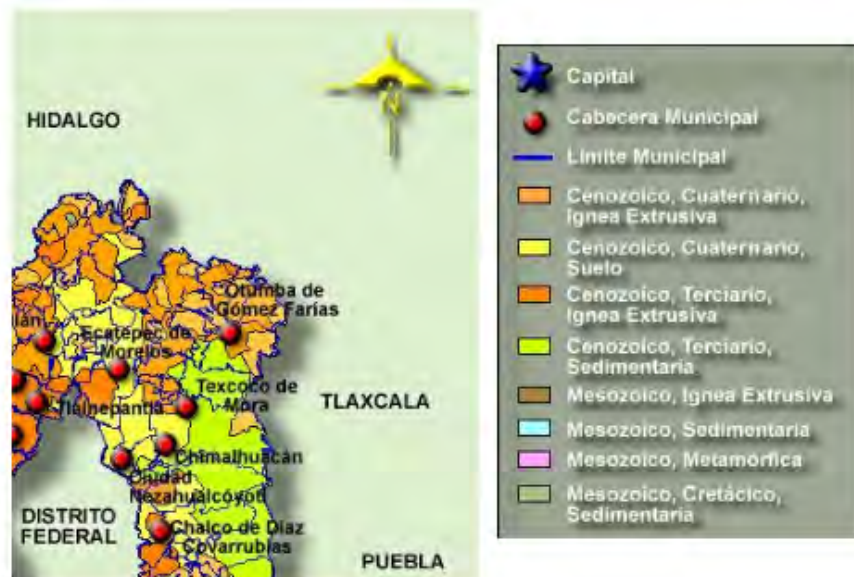 HIDALGO
N
Otumba de
Gómez Farías
lán
Ecatepec de
Morelos
Texcoco de
Mora
Tlalnepantla
TLAXCALA
Chimalhuacán
Ciudad
Nezahualcóyotl
DISTRITO
FEDERAL
Chalco de Díaz
Covarrubias
PUEBLA
Capital
Cabecera Municipal
Límite Municipal
Cenozoico, Cuaternario,
Ignea Extrusiva
Cenozoico, Cuaternario,
Suelo
Cenozoico, Terciario,
Ignea Extrusiva
Cenozoico, Terciario,
Sedimentaria
Mesozoico, Ignea Extrusiva
Mesozoico, Sedimentaria
Mesozoico, Metamórfica
Mesozoico, Cretácico,
Sedimentaria